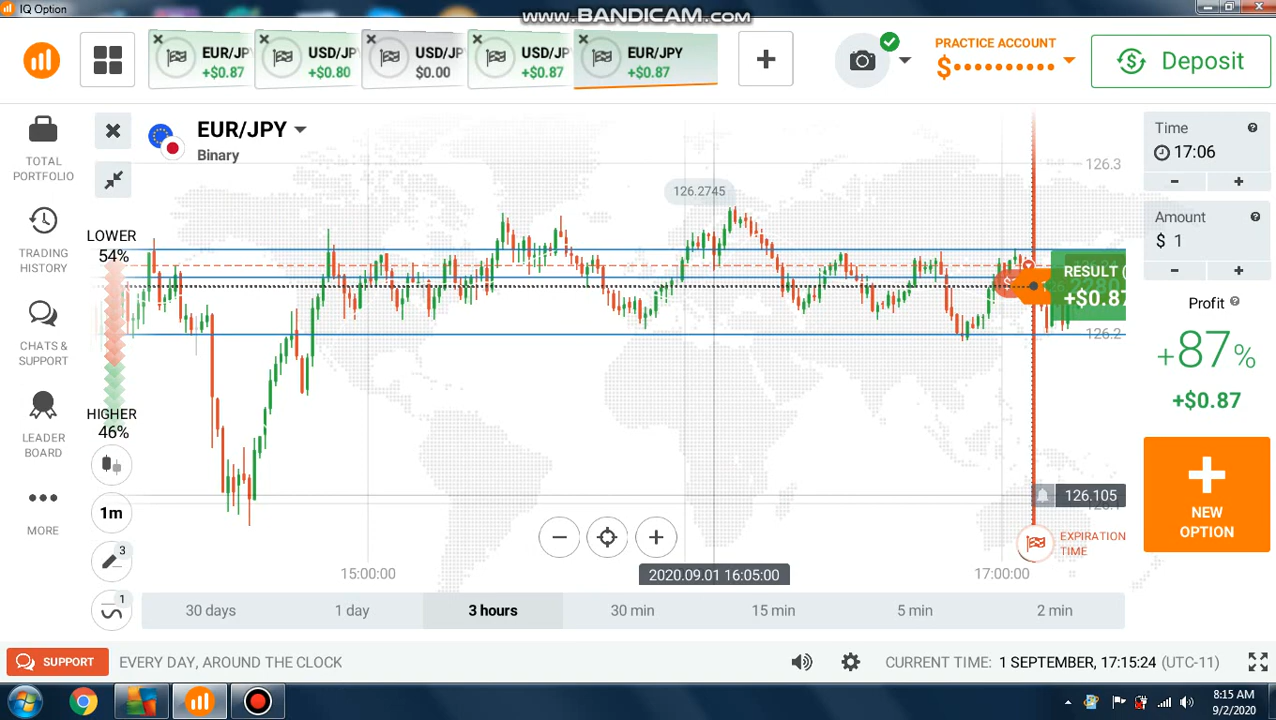 IQ Option
www.BANDICAM.com
EUR/JP
+$0.87
USD/JP
+$0.80
USD/JP
$0.00
USD/JP
+$0.87
EUR/JPY
+$0.87
PRACTICE ACCOUNT
$
Deposit
TOTAL
PORTFOLIO
TRADING
HISTORY
CHATS &
SUPPORT
LEADER
BOARD
MORE
EUR/JPY
Binary
LOWER
54%
HIGHER
46%
1m
3
1
126.2745
126.3
RESULT (
+$0.87
126.2
126.105
EXPIRATION
TIME
15:00:00
2020.09.01 16:05:00
17:00:00
30 days
1 day
3 hours
30 min
15 min
5 min
2 min
Time
17:06
- +
Amount
$ 1
- +
Profit
+87%
+$0.87
NEW
OPTION
SUPPORT
EVERY DAY, AROUND THE CLOCK
CURRENT TIME: 1 SEPTEMBER, 17:15:24 (UTC-11)
8:15 AM
9/2/2020